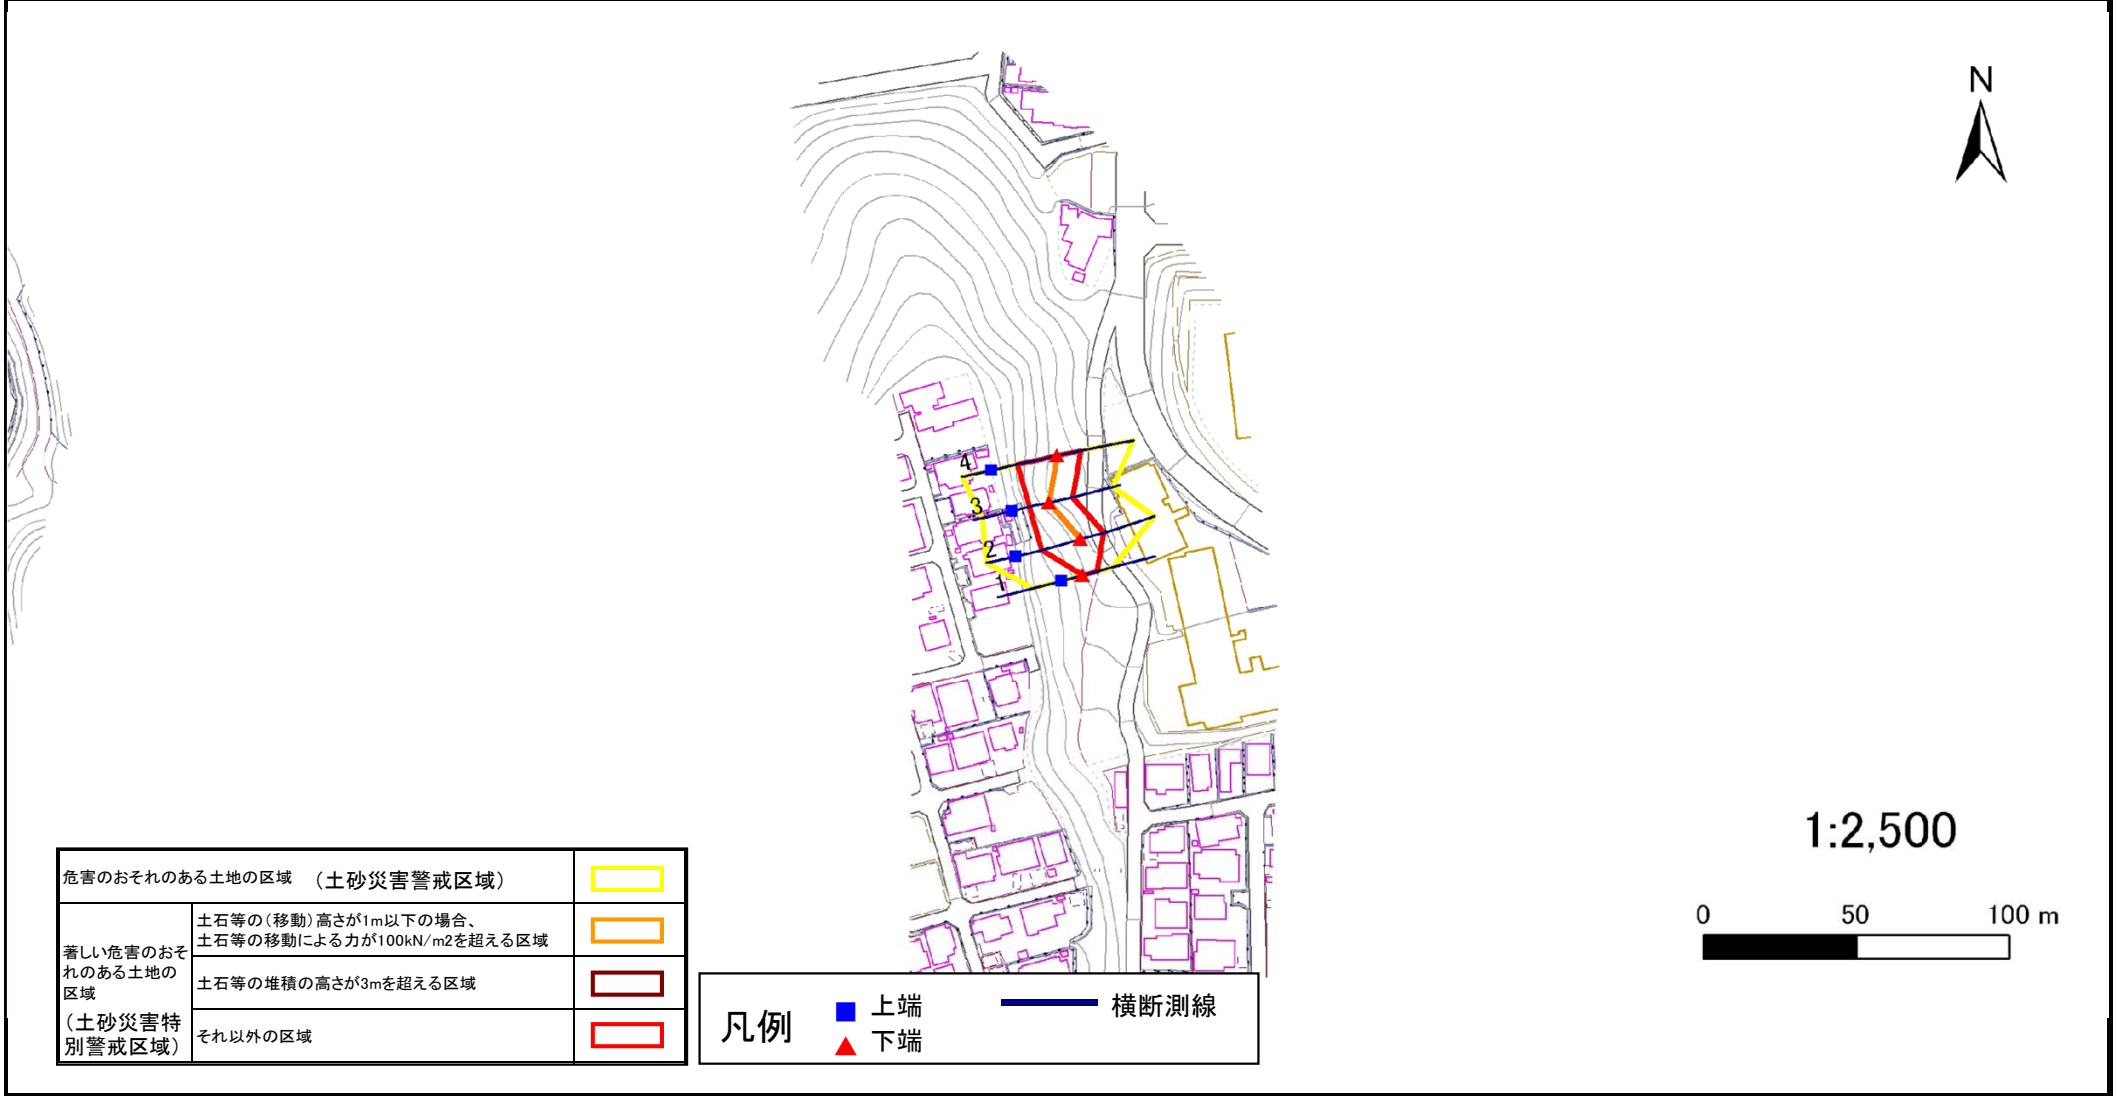 N
4
3
2
1
1:2,500
0 50 100 m
危害のおそれのある土地の区域 （土砂災害警戒区域）
著しい危害のおそ
れのある土地の
区域
（土砂災害特
別警戒区域）
土石等の（移動）高さが1m以下の場合、
土石等の移動による力が100kN/m2を超える区域
土石等の堆積の高さが3mを超える区域
それ以外の区域
凡例
上端
下端
横断測線